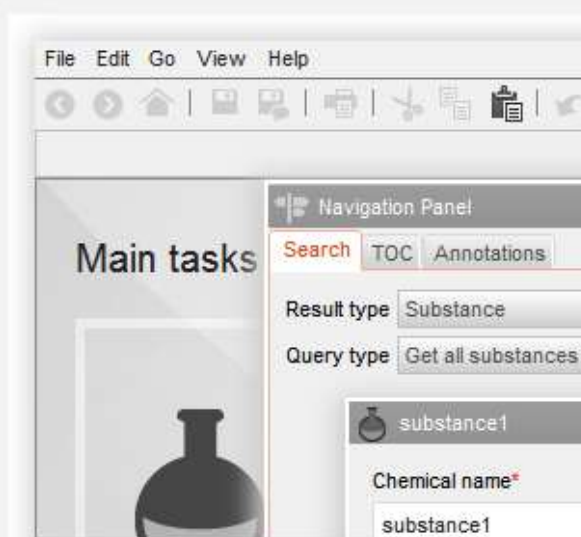 File Edit Go View Help
Navigation Panel
Main tasks
Search TOC Annotations
Result type Substance
Query type Get all substances
substance1
Chemical name*
substance1